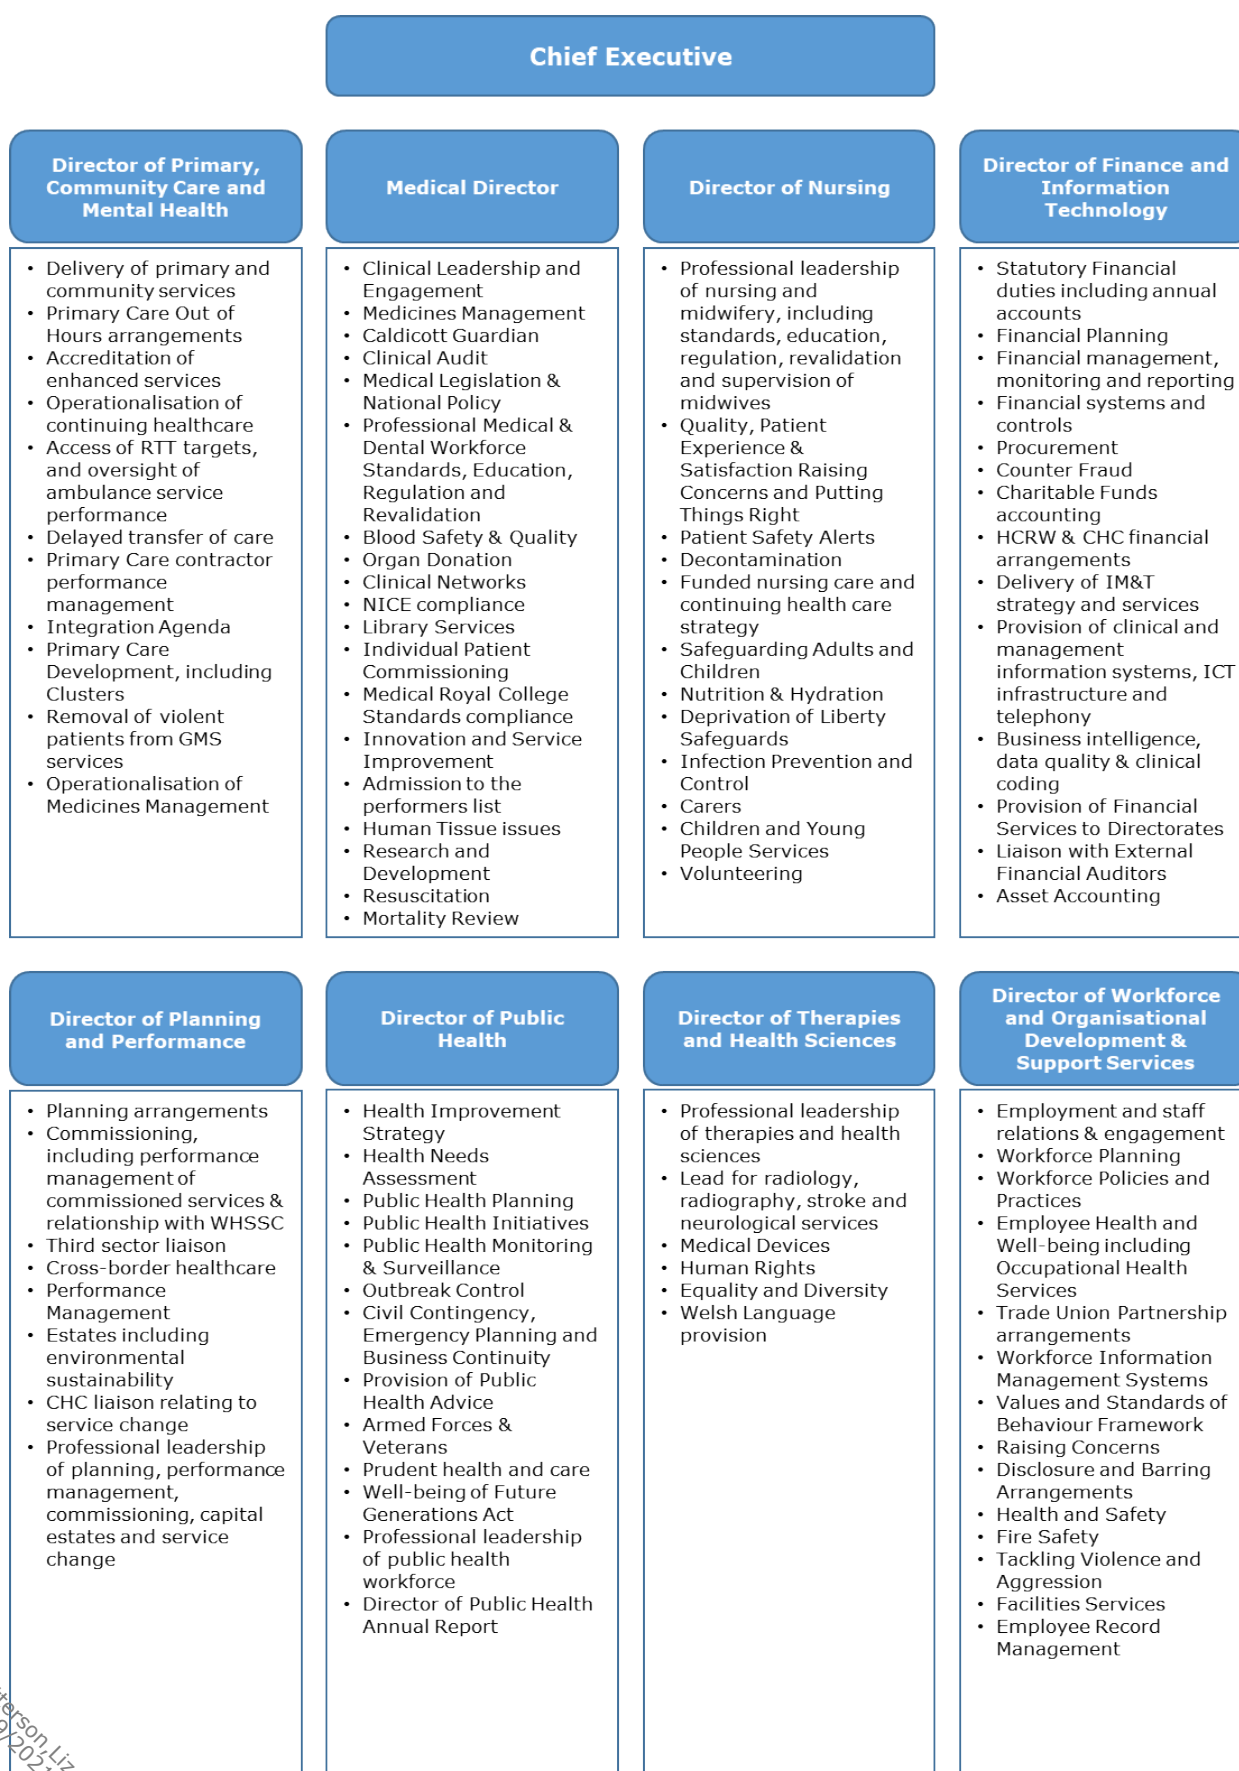 Chief Executive
Director of Primary,
Community Care and
Mental Health
• Delivery of primary and
community services
• Primary Care Out of
Hours arrangements
• Accreditation of
enhanced services
• Operationalisation of
continuing healthcare
• Access of RTT targets,
and oversight of
ambulance service
performance
• Delayed transfer of care
• Primary Care contractor
performance
management
• Integration Agenda
• Primary Care
Development, including
Clusters
• Removal of violent
patients from GMS
services
• Operationalisation of
Medicines Management
Medical Director
• Clinical Leadership and
Engagement
• Medicines Management
• Caldicott Guardian
• Clinical Audit
• Medical Legislation &
National Policy
• Professional Medical &
Dental Workforce
Standards, Education,
Regulation and
Revalidation
• Blood Safety & Quality
• Organ Donation
• Clinical Networks
• NICE compliance
• Library Services
• Individual Patient
Commissioning
• Medical Royal College
Standards compliance
• Innovation and Service
Improvement
• Admission to the
performers list
• Human Tissue issues
• Research and
Development
• Resuscitation
• Mortality Review
Director of Nursing
• Professional leadership
of nursing and
midwifery, including
standards, education,
regulation, revalidation
and supervision of
midwives
• Quality, Patient
Experience &
Satisfaction Raising
Concerns and Putting
Things Right
• Patient Safety Alerts
• Decontamination
• Funded nursing care and
continuing health care
strategy
• Safeguarding Adults and
Children
• Nutrition & Hydration
• Deprivation of Liberty
Safeguards
• Infection Prevention and
Control
• Carers
• Children and Young
People Services
• Volunteering
Director of Finance and
Information
Technology
• Statutory Financial
duties including annual
accounts
• Financial Planning
• Financial management,
monitoring and reporting
• Financial systems and
controls
• Procurement
• Counter Fraud
• Charitable Funds
accounting
• HCRW & CHC financial
arrangements
• Delivery of IM&T
strategy and services
• Provision of clinical and
management
information systems, ICT
infrastructure and
telephony
• Business intelligence,
data quality & clinical
coding
• Provision of Financial
Services to Directorates
• Liaison with External
Financial Auditors
• Asset Accounting
Director of Planning
and Performance
• Planning arrangements
• Commissioning,
including performance
management of
commissioned services &
relationship with WHSSC
• Third sector liaison
• Cross-border healthcare
• Performance
Management
• Estates including
environmental
sustainability
• CHC liaison relating to
service change
• Professional leadership
of planning, performance
management,
commissioning, capital
estates and service
change
Director of Public
Health
• Health Improvement
Strategy
• Health Needs
Assessment
• Public Health Planning
• Public Health Initiatives
• Public Health Monitoring
& Surveillance
• Outbreak Control
• Civil Contingency,
Emergency Planning and
Business Continuity
• Provision of Public
Health Advice
• Armed Forces &
Veterans
• Prudent health and care
• Well-being of Future
Generations Act
• Professional leadership
of public health
workforce
• Director of Public Health
Annual Report
Director of Therapies
and Health Sciences
• Professional leadership
of therapies and health
sciences
• Lead for radiology,
radiography, stroke and
neurological services
• Medical Devices
• Human Rights
• Equality and Diversity
• Welsh Language
provision
Director of Workforce
and Organisational
Development &
Support Services
• Employment and staff
relations & engagement
• Workforce Planning
• Workforce Policies and
Practices
• Employee Health and
Well-being including
Occupational Health
Services
• Trade Union Partnership
arrangements
• Workforce Information
Management Systems
• Values and Standards of
Behaviour Framework
• Raising Concerns
• Disclosure and Barring
Arrangements
• Health and Safety
• Fire Safety
• Tackling Violence and
Aggression
• Facilities Services
• Employee Record
Management
Liz